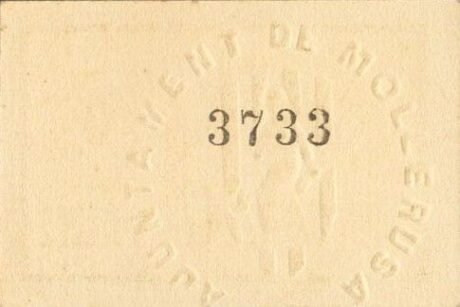 AJUNTAMENT DE MOLLERUSA
3733